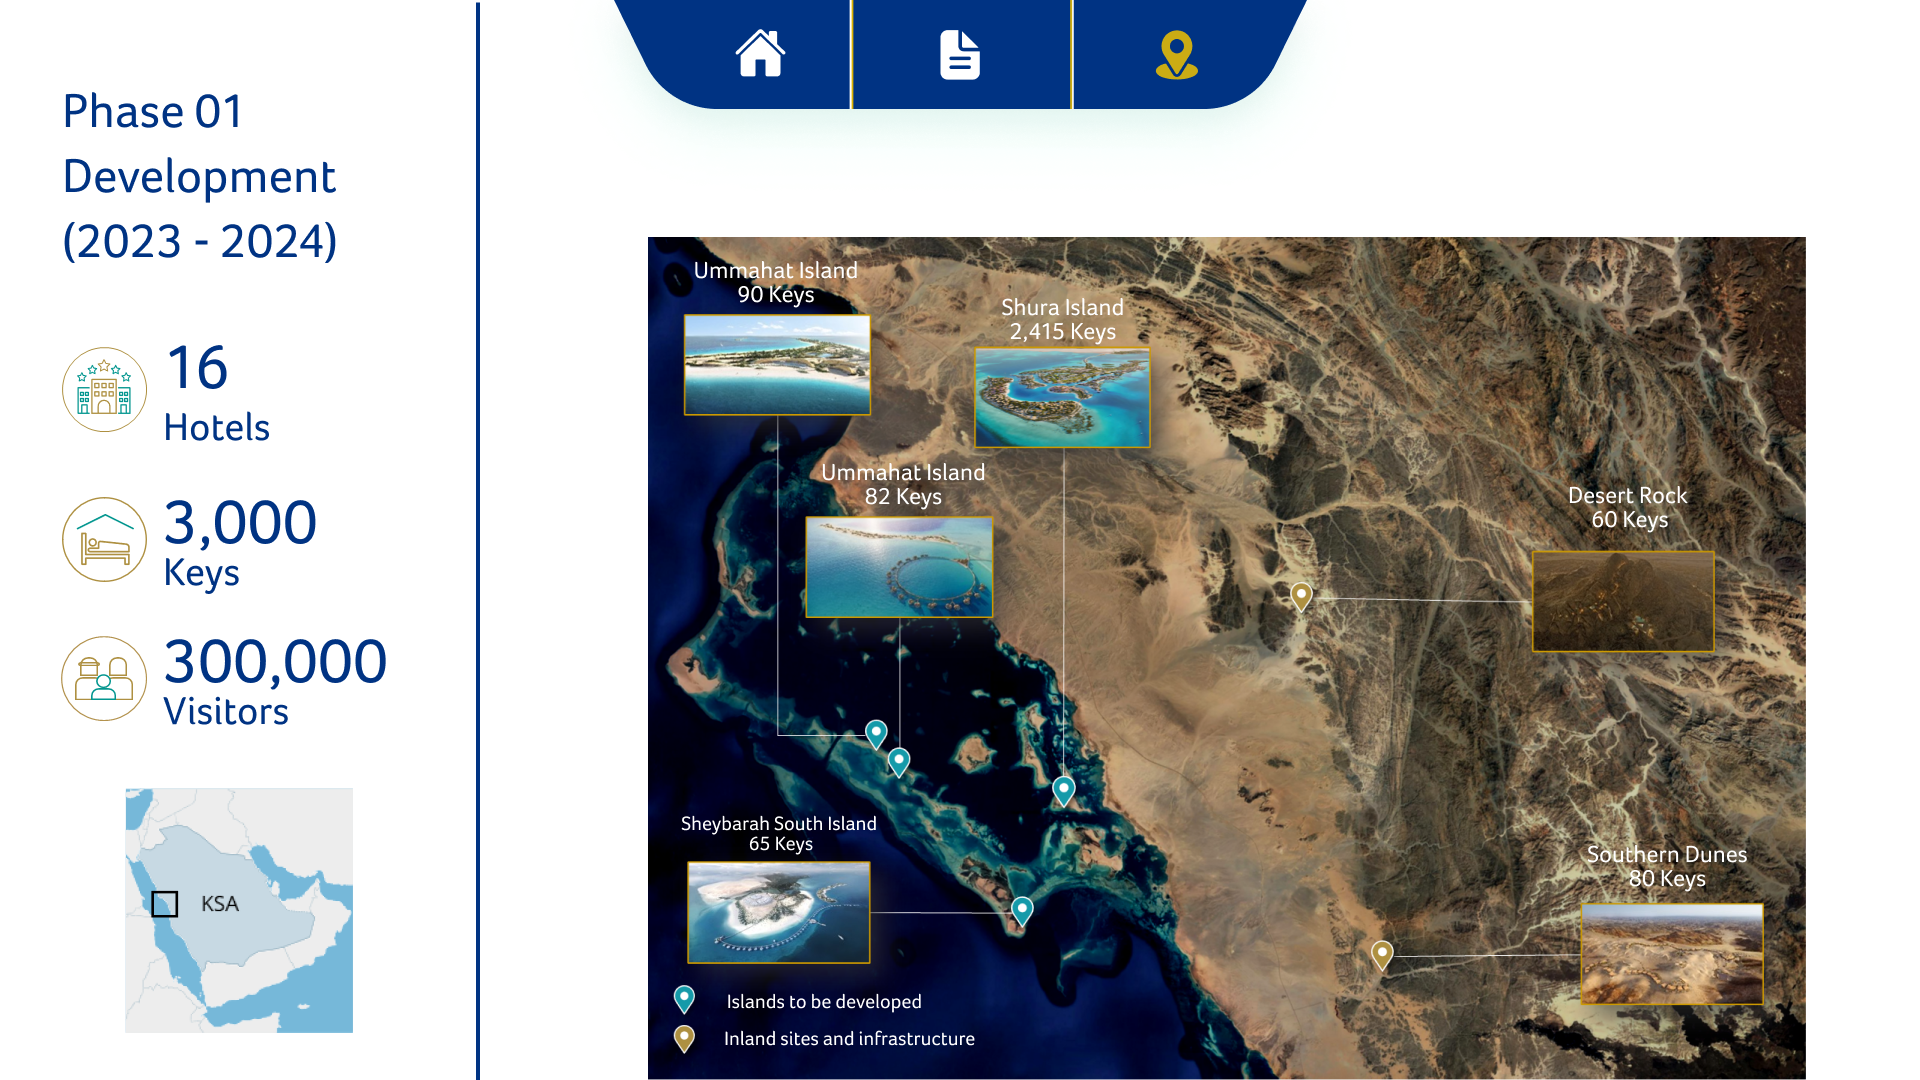 Phase 01
Development
(2023 - 2024)
16
Hotels
3,000
Keys
300,000
Visitors
KSA
Ummahat Island
90 Keys
Shura Island
2,415 Keys
Ummahat Island
82 Keys
Desert Rock
60 Keys
Sheybarah South Island
65 Keys
Southern Dunes
80 Keys
Islands to be developed
Inland sites and infrastructure